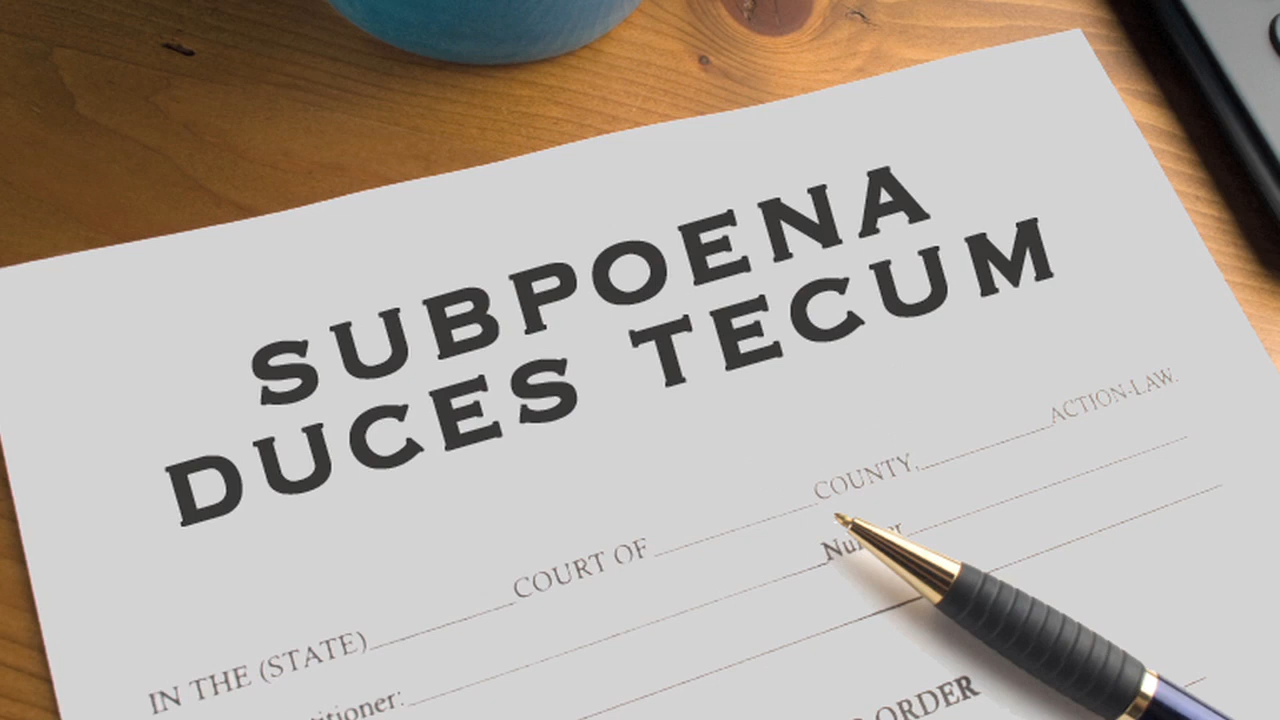 SUBPOENA
DUCES TECUM
IN THE (STATE) COURT OF COUNTY, ACTION-LAW.
ORDER